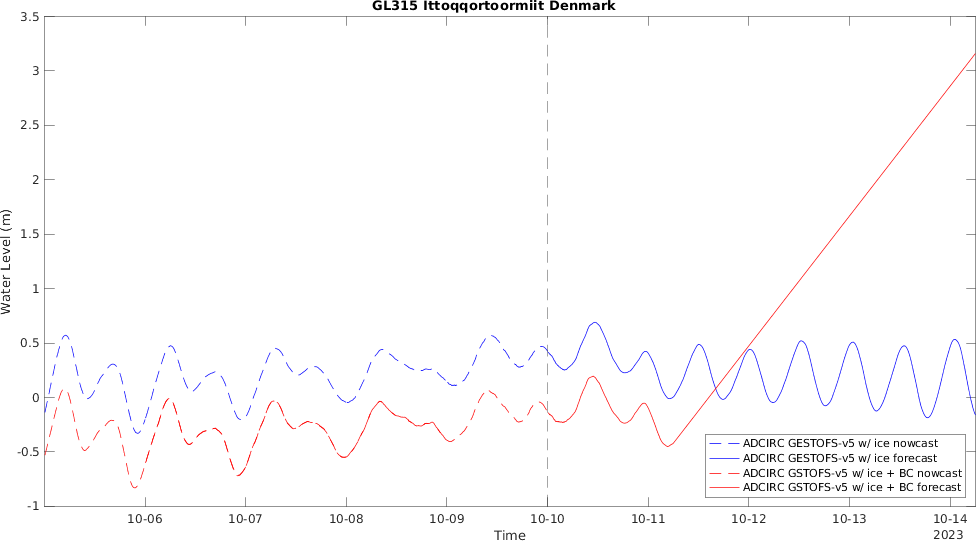 GL315 Ittoqqortoormiit Denmark
3.5
3
2.5
2
1.5
1
0.5
0
-0.5
-1
Water Level (m)
ADCIRC GESTOFS-v5 w/ ice nowcast
ADCIRC GESTOFS-v5 w/ ice forecast
ADCIRC GSTOFS-v5 w/ ice + BC nowcast
ADCIRC GSTOFS-v5 w/ ice + BC forecast
10-06 10-07 10-08 10-09 10-10 10-11 10-12 10-13 10-14
Time
2023